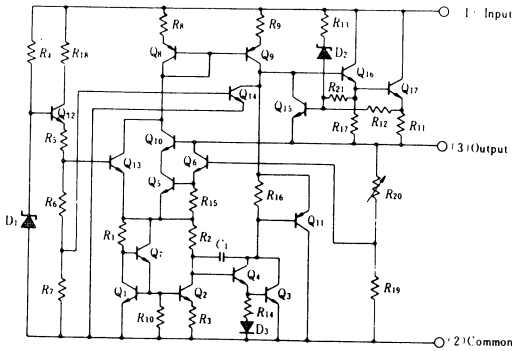 R8
R9
R13
(1) Input
R4
R18
Q8
Q9
D2
Q16
Q17
Q14
R21
Q12
Q15
R17
R12
R11
R5
Q10
(3) Output
Q13
Q6
Q5
R20
R6
R15
R16
Q11
D1
R1
Q7
R2
C1
Q4
R7
Q1
Q2
Q3
R19
R10
R3
R14
D3
(2) Common